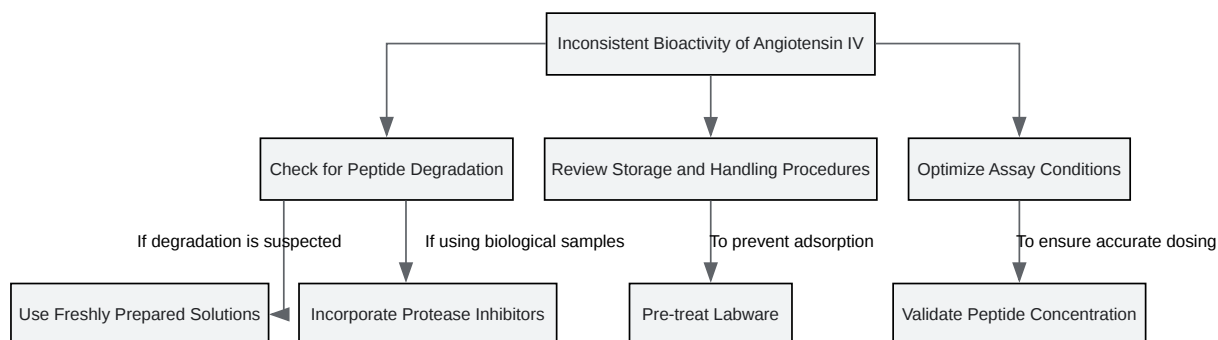 Inconsistent Bioactivity of Angiotensin IV
Check for Peptide Degradation
Review Storage and Handling Procedures
Optimize Assay Conditions
If degradation is suspected
If using biological samples
To prevent adsorption
To ensure accurate dosing
Use Freshly Prepared Solutions
Incorporate Protease Inhibitors
Pre-treat Labware
Validate Peptide Concentration